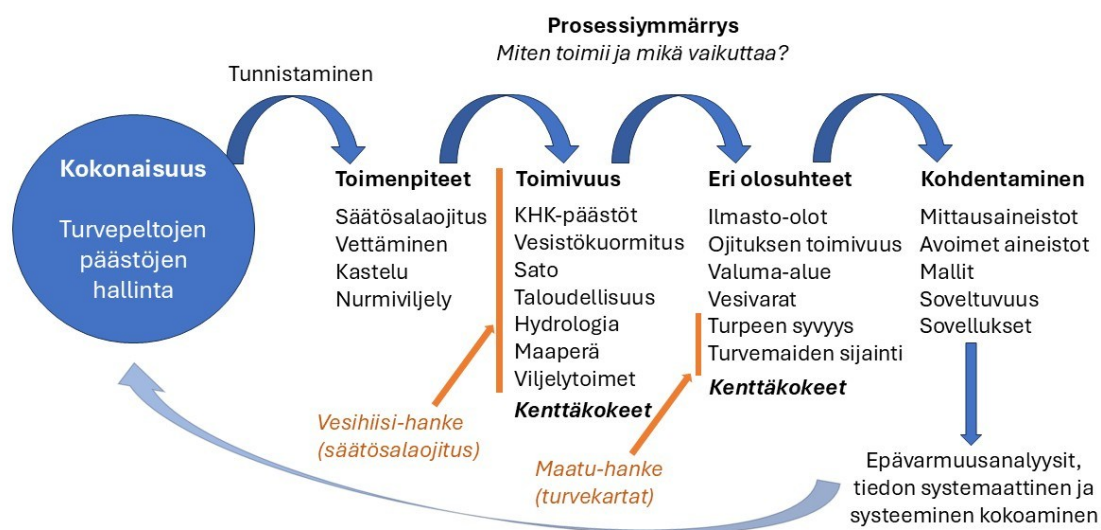 Prosessiymmärrys
Miten toimii ja mikä vaikuttaa?
Tunnistaminen
Kokonaisuus
Turvepeltojen
päästöjen
hallinta
Toimenpiteet
Säätösalaojitus
Vettäminen
Kastelu
Nurmiviljely
Toimivuus
KHK-päästöt
Vesistökuormitus
Sato
Taloudellisuus
Hydrologia
Maaperä
Viljelytoimet
Kenttäkokeet
Eri olosuhteet
Ilmasto-olot
Ojituksen toimivuus
Valuma-alue
Vesivarat
Turpeen syvyys
Turvemaiden sijainti
Kenttäkokeet
Kohdentaminen
Mittausaineistot
Avoimet aineistot
Mallit
Soveltuvuus
Sovellukset
Vesihiisi-hanke
(säätösalaojitus)
Maatu-hanke
(turvekartat)
Epävarmuusanalyysit,
tiedon systemaattinen ja
systeeminen kokoaminen